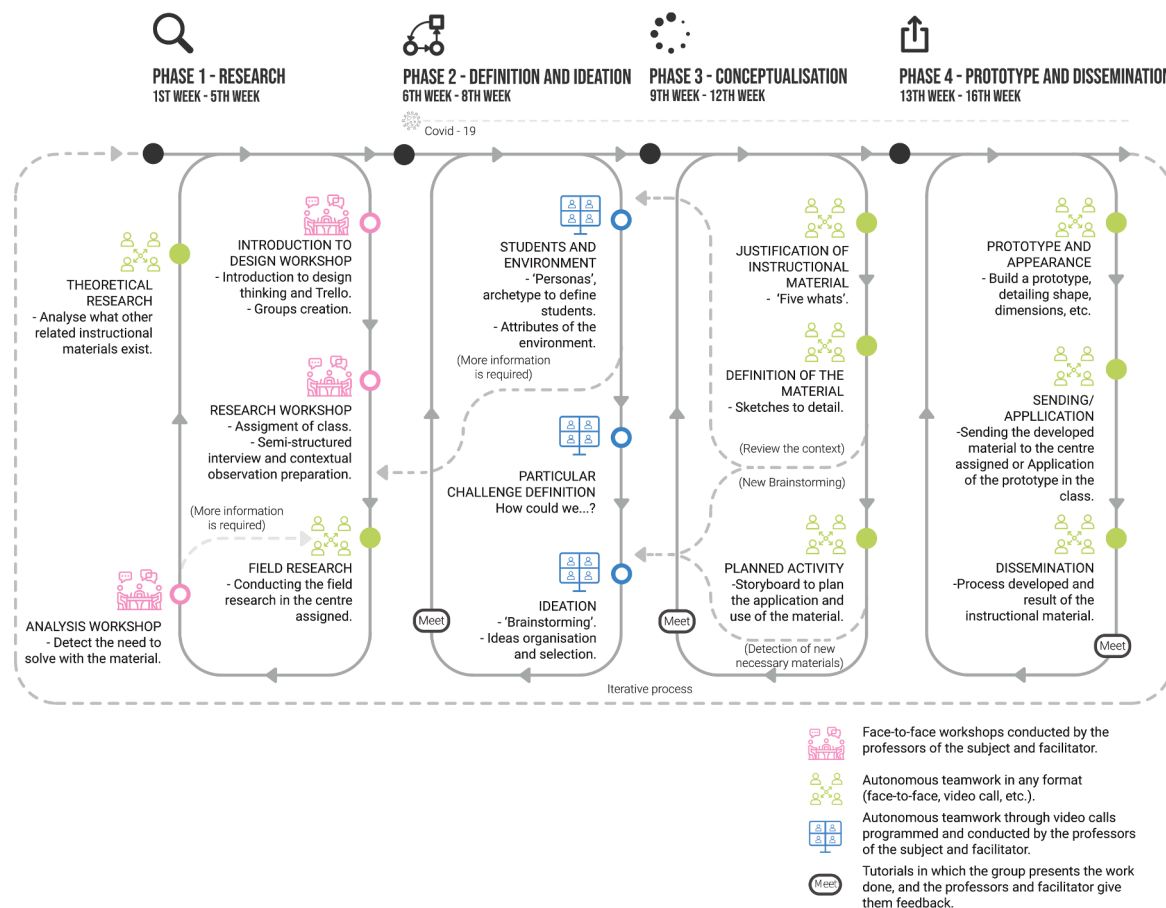 PHASE 1 - RESEARCH
1ST WEEK - 5TH WEEK
PHASE 2 - DEFINITION AND IDEATION
6TH WEEK - 8TH WEEK
PHASE 3 - CONCEPTUALISATION
9TH WEEK - 12TH WEEK
PHASE 4 - PROTOTYPE AND DISSEMINATION
13TH WEEK - 16TH WEEK
Covid - 19
INTRODUCTION TO
DESIGN WORKSHOP
- Introduction to design
thinking and Trello.
- Groups creation.
THEORETICAL
RESEARCH
- Analyse what other
related instructional
materials exist.
RESEARCH WORKSHOP
- Assigment of class.
- Semi-structured
interview and contextual
observation preparation.
(More information
is required)
FIELD RESEARCH
- Conducting the field
research in the centre
assigned.
ANALYSIS WORKSHOP
- Detect the need to
solve with the material.
STUDENTS AND
ENVIRONMENT
- 'Personas',
archetype to define
students.
- Attributes of the
environment.
(More information
is required)
PARTICULAR
CHALLENGE DEFINITION
How could we...?
IDEATION
- 'Brainstorming'.
- Ideas organisation
and selection.
Meet
JUSTIFICATION OF
INSTRUCTIONAL
MATERIAL
- 'Five whats'.
DEFINITION OF THE
MATERIAL
- Sketches to detail.
(Review the context)
(New Brainstorming)
PLANNED ACTIVITY
-Storyboard to plan
the application and
use of the material.
(Detection of new
necessary materials)
Meet
PROTOTYPE AND
APPEARANCE
- Build a prototype,
detailing shape,
dimensions, etc.
SENDING/
APPLLICATION
-Sending the developed
material to the centre
assigned or Application
of the prototype in the
class.
DISSEMINATION
-Process developed and
result of the
instructional material.
Meet
Iterative process
Face-to-face workshops conducted by the
professors of the subject and facilitator.
Autonomous teamwork in any format
(face-to-face, video call, etc.).
Autonomous teamwork through video calls
programmed and conducted by the professors
of the subject and facilitator.
Meet
Tutorials in which the group presents the work
done, and the professors and facilitator give
them feedback.